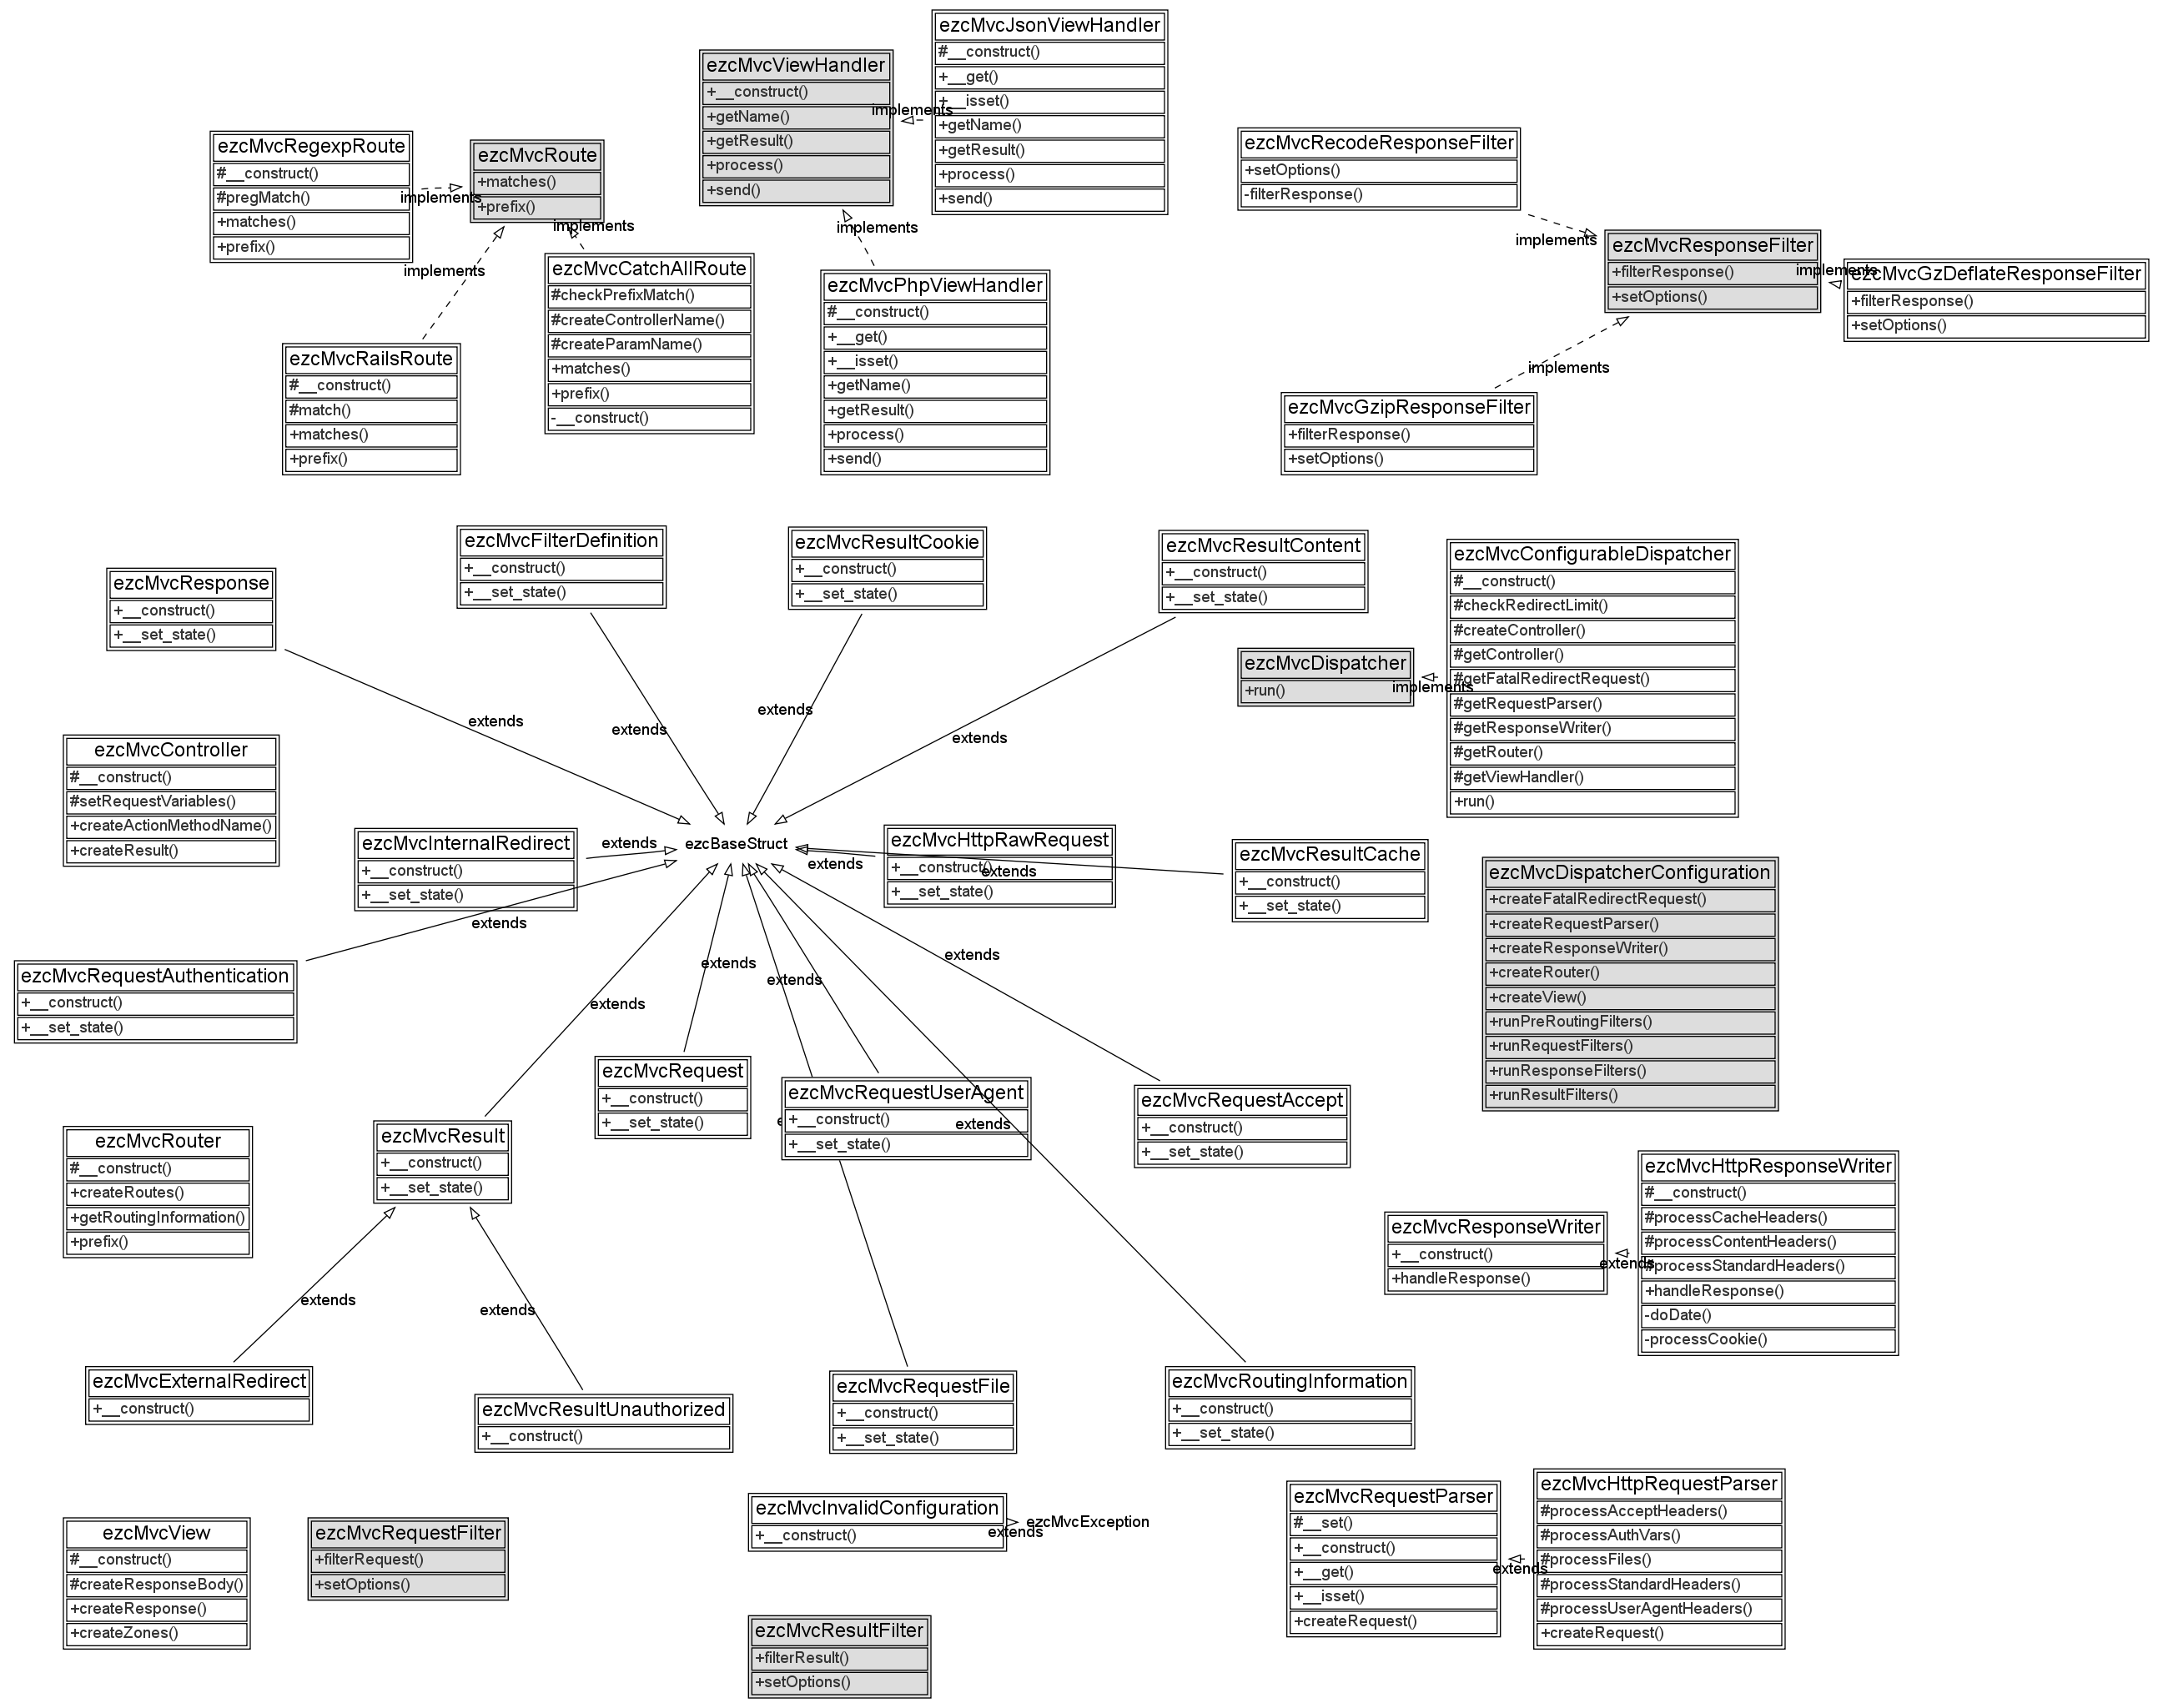 ezcMvcJsonViewHandler
#__construct()
+__get()
+__isset()
+getName()
+getResult()
+process()
+send()
ezcMvcViewHandler
+__construct()
+getName()
+getResult()
+process()
+send()
implements
ezcMvcRegexpRoute
#__construct()
#pregMatch()
+matches()
+prefix()
implements
ezcMvcRoute
+matches()
+prefix()
implements
implements
implements
ezcMvcRecodeResponseFilter
+setOptions()
-filterResponse()
implements
ezcMvcResponseFilter
+filterResponse()
+setOptions()
implements
ezcMvcGzDeflateResponseFilter
+filterResponse()
+setOptions()
implements
ezcMvcRailsRoute
#__construct()
#match()
+matches()
+prefix()
ezcMvcCatchAllRoute
#checkPrefixMatch()
#createControllerName()
#createParamName()
+matches()
+prefix()
-__construct()
ezcMvcPhpViewHandler
#__construct()
+__get()
+__isset()
+getName()
+getResult()
+process()
+send()
ezcMvcGzipResponseFilter
+filterResponse()
+setOptions()
ezcMvcResponse
+__construct()
+__set_state()
ezcMvcFilterDefinition
+__construct()
+__set_state()
ezcMvcResultCookie
+__construct()
+__set_state()
ezcMvcResultContent
+__construct()
+__set_state()
ezcMvcDispatcher
+run()
implements
ezcMvcConfigurableDispatcher
#__construct()
#checkRedirectLimit()
#createController()
#getController()
#getFatalRedirectRequest()
#getRequestParser()
#getResponseWriter()
#getRouter()
#getViewHandler()
+run()
extends
extends
extends
extends
ezcMvcController
#__construct()
#setRequestVariables()
+createActionMethodName()
+createResult()
ezcMvcInternalRedirect
+__construct()
+__set_state()
extends
ezcBaseStruct
extends
ezcMvcHttpRawRequest
+__construct()
+__set_state()
extends
ezcMvcResultCache
+__construct()
+__set_state()
ezcMvcDispatcherConfiguration
+createFatalRedirectRequest()
+createRequestParser()
+createResponseWriter()
+createRouter()
+createView()
+runPreRoutingFilters()
+runRequestFilters()
+runResponseFilters()
+runResultFilters()
extends
ezcMvcRequestAuthentication
+__construct()
+__set_state()
extends
extends
extends
extends
ezcMvcRouter
#__construct()
+createRoutes()
+getRoutingInformation()
+prefix()
ezcMvcResult
+__construct()
+__set_state()
ezcMvcRequest
+__construct()
+__set_state()
ezcMvcRequestUserAgent
+__construct()
+__set_state()
extends
ezcMvcRequestAccept
+__construct()
+__set_state()
ezcMvcResponseWriter
+__construct()
+handleResponse()
extends
ezcMvcHttpResponseWriter
#__construct()
#processCacheHeaders()
#processContentHeaders()
#processStandardHeaders()
+handleResponse()
-doDate()
-processCookie()
extends
extends
ezcMvcExternalRedirect
+__construct()
ezcMvcResultUnauthorized
+__construct()
ezcMvcRequestFile
+__construct()
+__set_state()
ezcMvcRoutingInformation
+__construct()
+__set_state()
ezcMvcView
#__construct()
#createResponseBody()
+createResponse()
+createZones()
ezcMvcRequestFilter
+filterRequest()
+setOptions()
ezcMvcInvalidConfiguration
+__construct()
extends
ezcMvcException
ezcMvcResultFilter
+filterResult()
+setOptions()
ezcMvcRequestParser
#__set()
+__construct()
+__get()
+__isset()
+createRequest()
extends
ezcMvcHttpRequestParser
#processAcceptHeaders()
#processAuthVars()
#processFiles()
#processStandardHeaders()
#processUserAgentHeaders()
+createRequest()